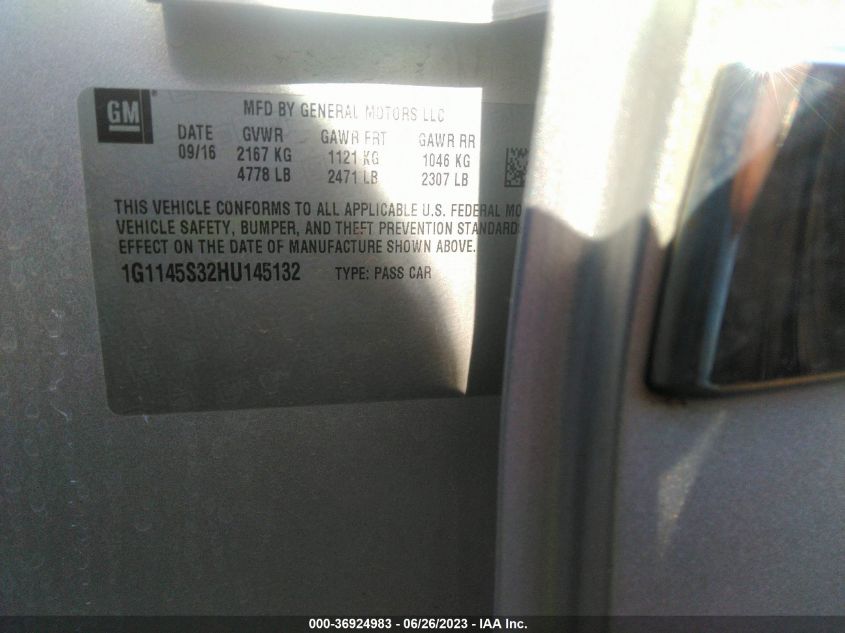 GM ®
MFD BY GENERAL MOTORS LLC
DATE GVWR GAWR FRT GAWR RR
09/16 2167 KG 1121 KG 1046 KG
4778 LB 2471 LB 2307 LB
THIS VEHICLE CONFORMS TO ALL APPLICABLE U.S. FEDERAL MO
VEHICLE SAFETY, BUMPER, AND THEFT PREVENTION STANDARDS
EFFECT ON THE DATE OF MANUFACTURE SHOWN ABOVE.
1G1145S32HU145132 TYPE: PASS CAR
000-36924983 - 06/26/2023 - IAA Inc.